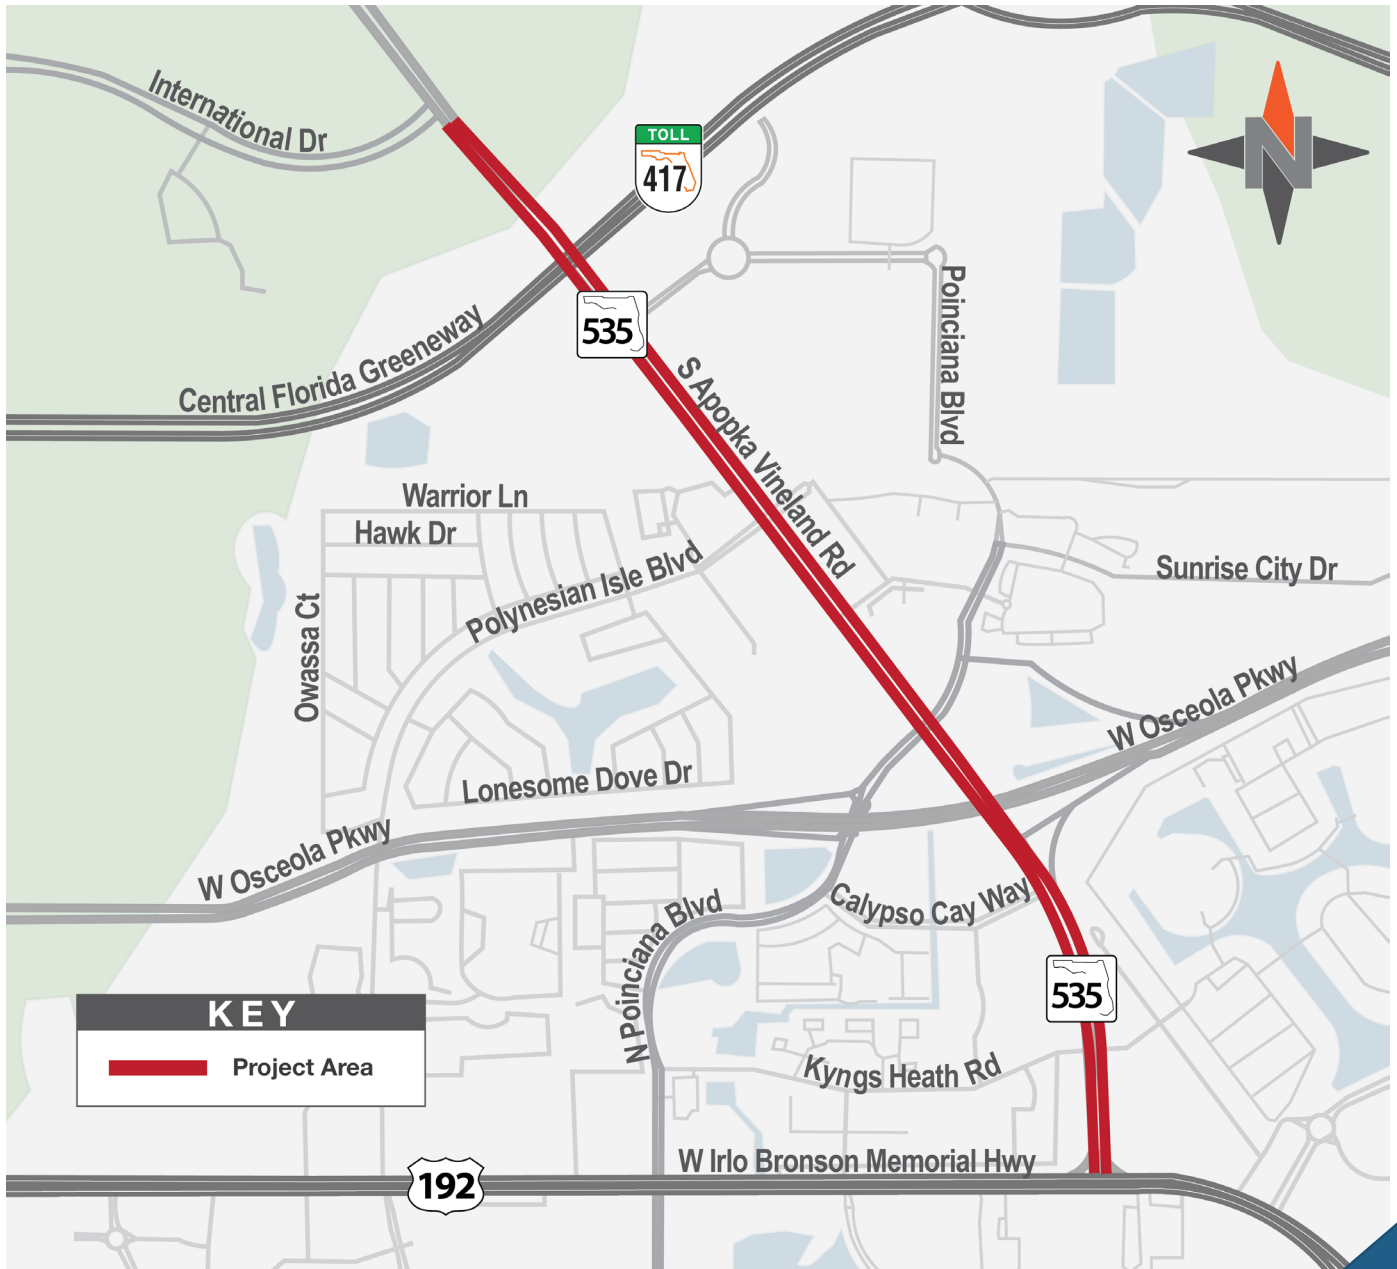 International Dr
TOLL
417
N
Poinciana Blvd
535
Central Florida Greeneway
S Apopka Vineland Rd
Warrior Ln
Hawk Dr
Polynesian Isle Blvd
Sunrise City Dr
Owassa Ct
W Osceola Pkwy
Lonesome Dove Dr
W Osceola Pkwy
Calypso Cay Way
N Poinciana Blvd
535
KEY
Project Area
Kyngs Heath Rd
W Irlo Bronson Memorial Hwy
192